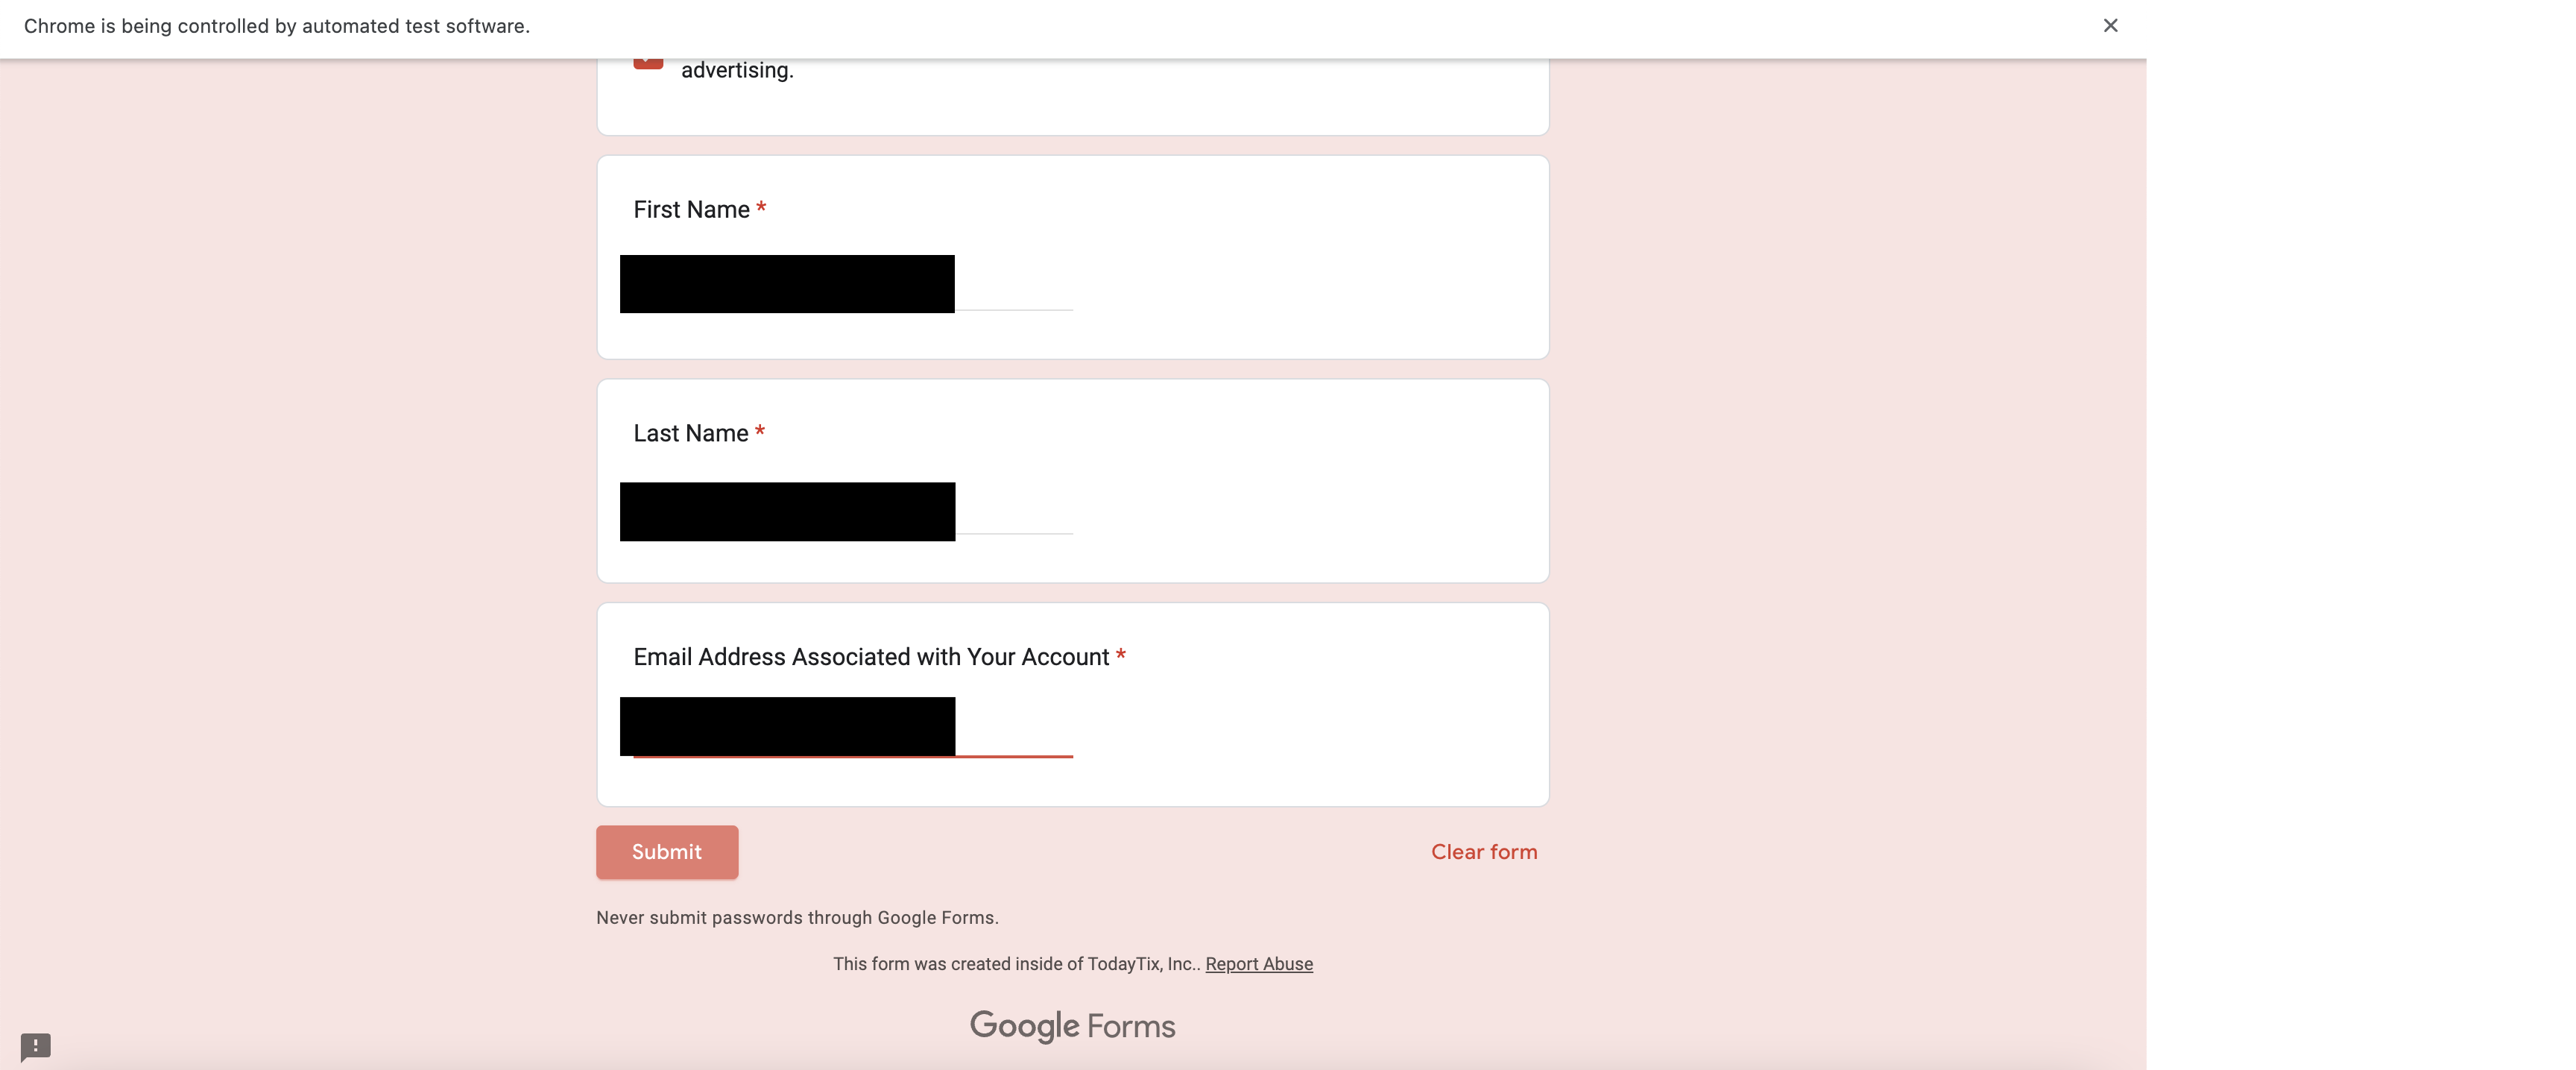 Chrome is being controlled by automated test software.
advertising.
First Name *
Last Name *
Email Address Associated with Your Account *
Submit
Clear form
Never submit passwords through Google Forms.
This form was created inside of TodayTix, Inc.. Report Abuse
Google Forms